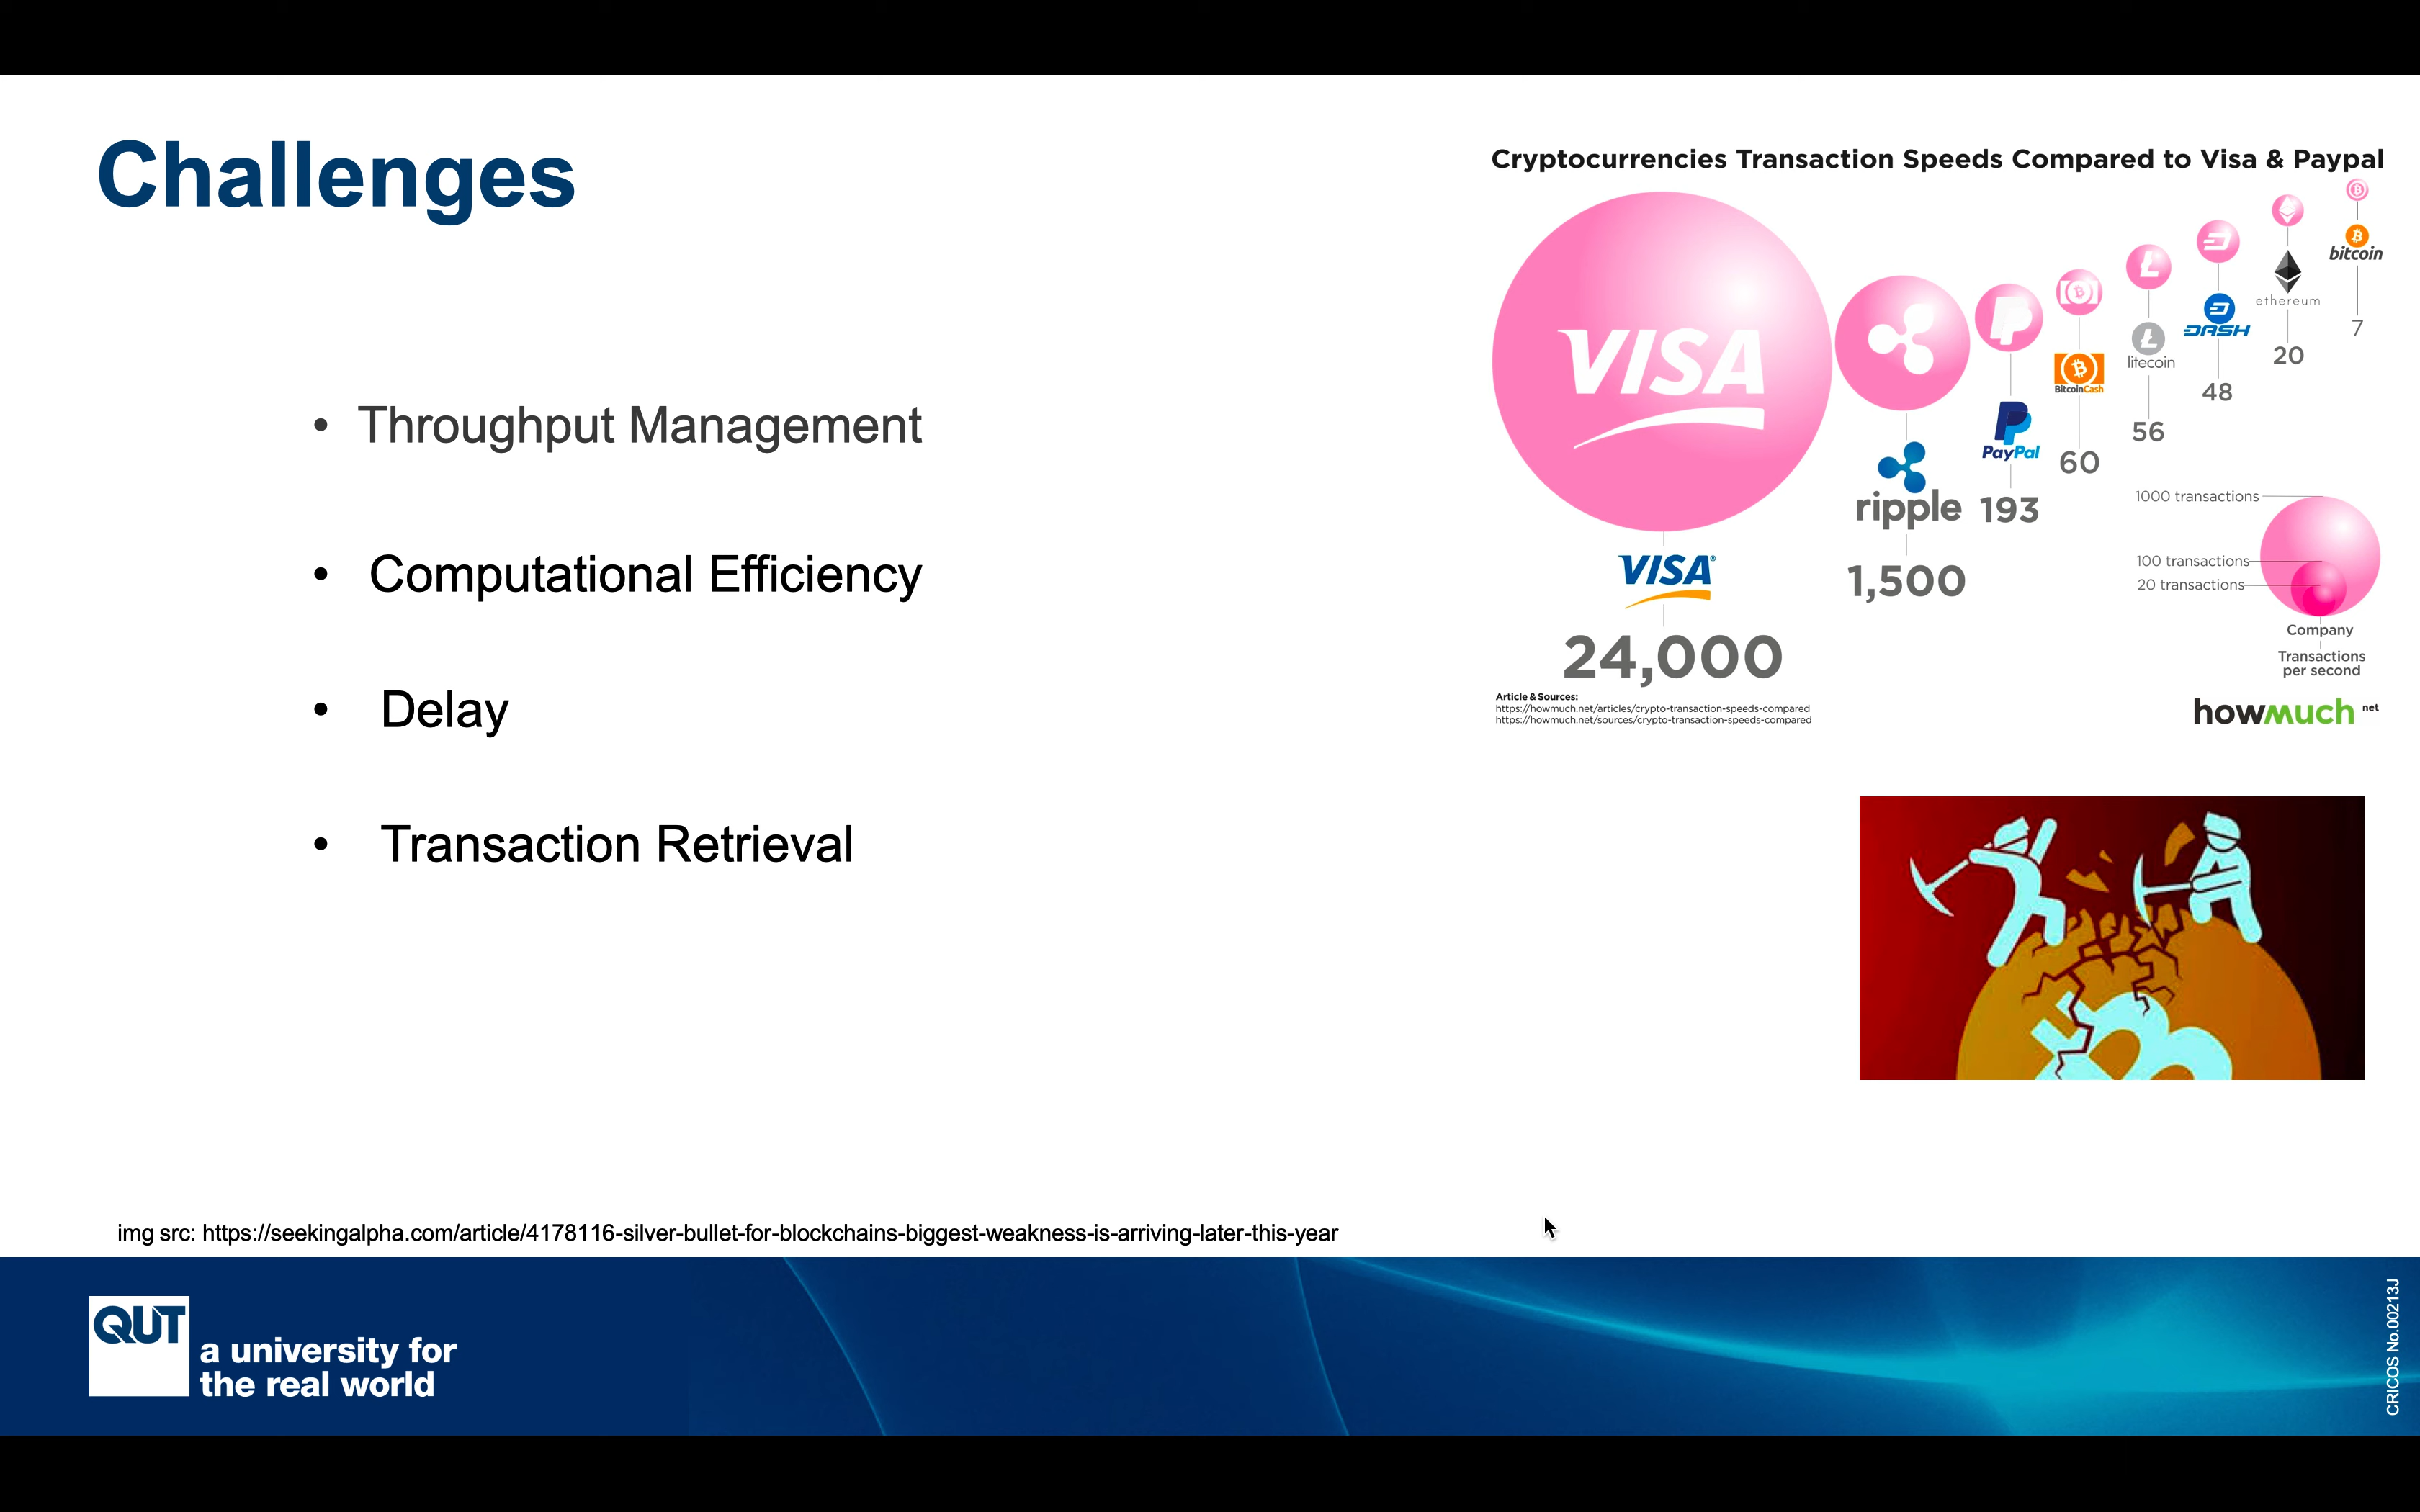 Challenges
• Throughput Management
• Computational Efficiency
• Delay
• Transaction Retrieval
Cryptocurrencies Transaction Speeds Compared to Visa & Paypal
VISA
VISA
24,000
ripple
1,500
PayPal
193
BitcoinCash
60
litecoin
56
DASH
48
ethereum
20
bitcoin
7
1000 transactions
100 transactions
20 transactions
Company
Transactions
per second
Article & Sources:
https://howmuch.net/articles/crypto-transaction-speeds-compared
https://howmuch.net/sources/crypto-transaction-speeds-compared
howmuch net
img src: https://seekingalpha.com/article/4178116-silver-bullet-for-blockchains-biggest-weakness-is-arriving-later-this-year
QUT
a university for
the real world
CRICOS No.00213J